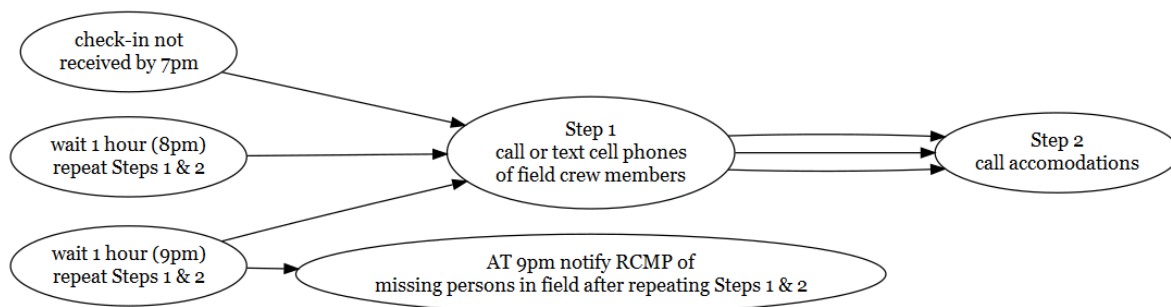 check-in not
received by 7pm
wait 1 hour (8pm)
repeat Steps 1 & 2
wait 1 hour (9pm)
repeat Steps 1 & 2
Step 1
call or text cell phones
of field crew members
AT 9pm notify RCMP of
missing persons in field after repeating Steps 1 & 2
Step 2
call accomodations